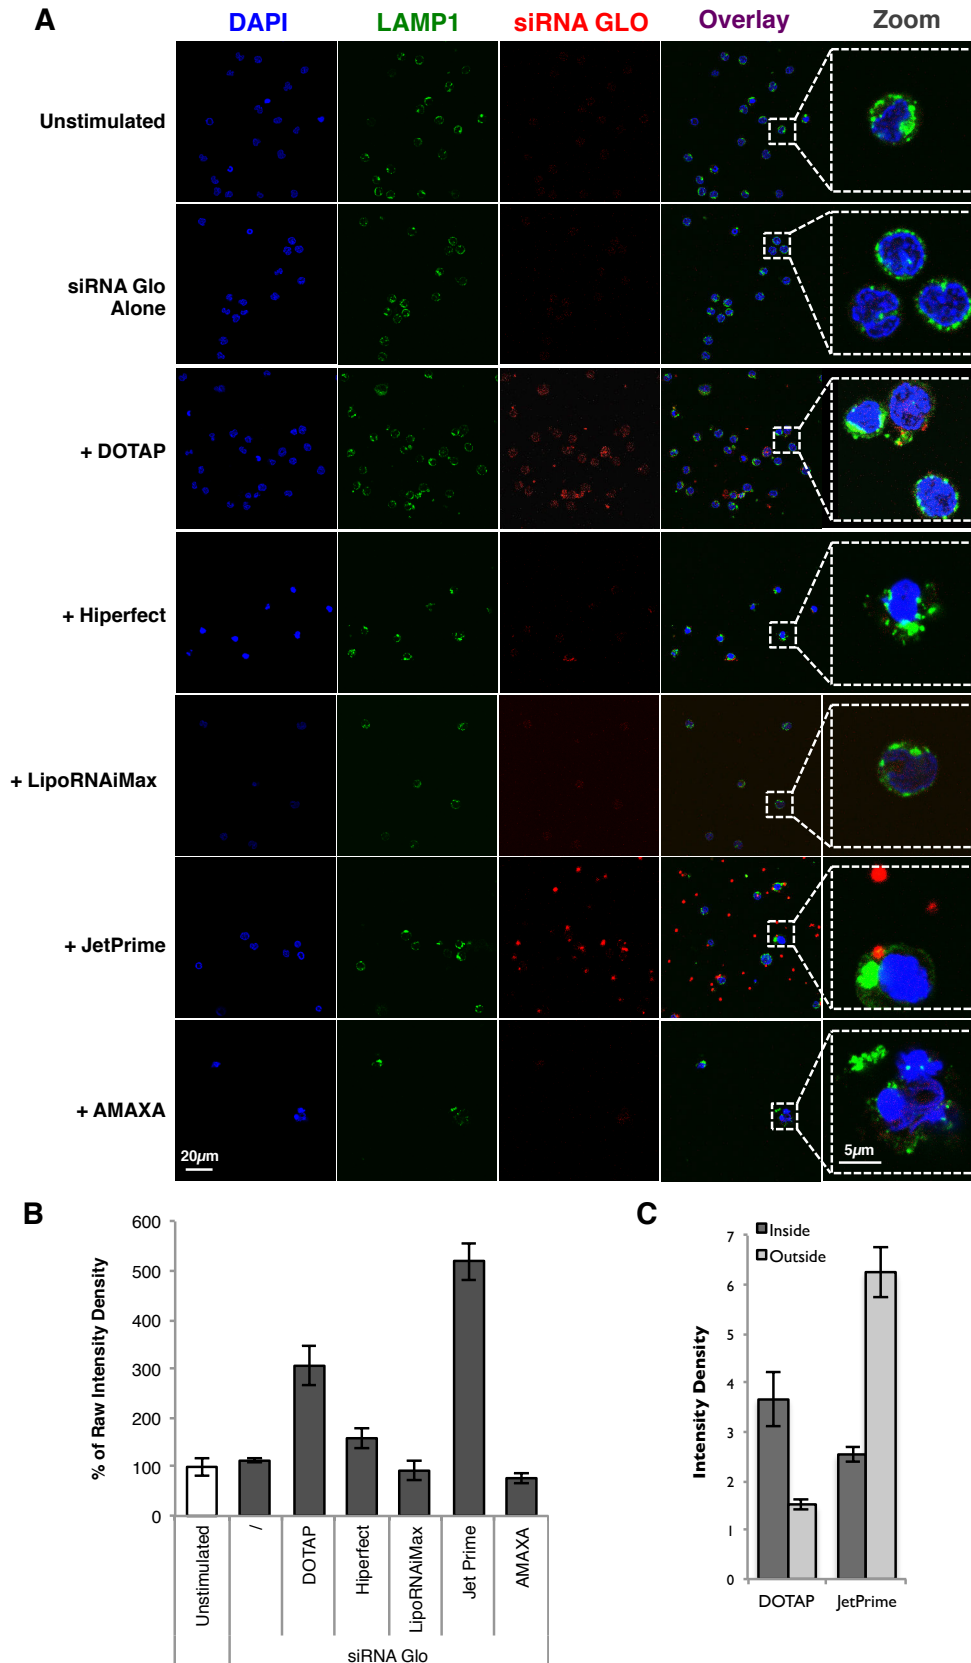 A
DAPI
LAMP1
siRNA GLO
Overlay
Zoom
Unstimulated
siRNA Glo
Alone
+ DOTAP
+ Hiperfect
+ LipoRNAiMax
+ JetPrime
+ AMAXA
20µm
5µm
B
% of Raw Intensity Density
600
500
400
300
200
100
0
Unstimulated
/
DOTAP
Hiperfect
LipoRNAiMax
Jet Prime
AMAXA
siRNA Glo
C
Inside
Outside
Intensity Density
7
6
5
4
3
2
1
0
DOTAP
JetPrime